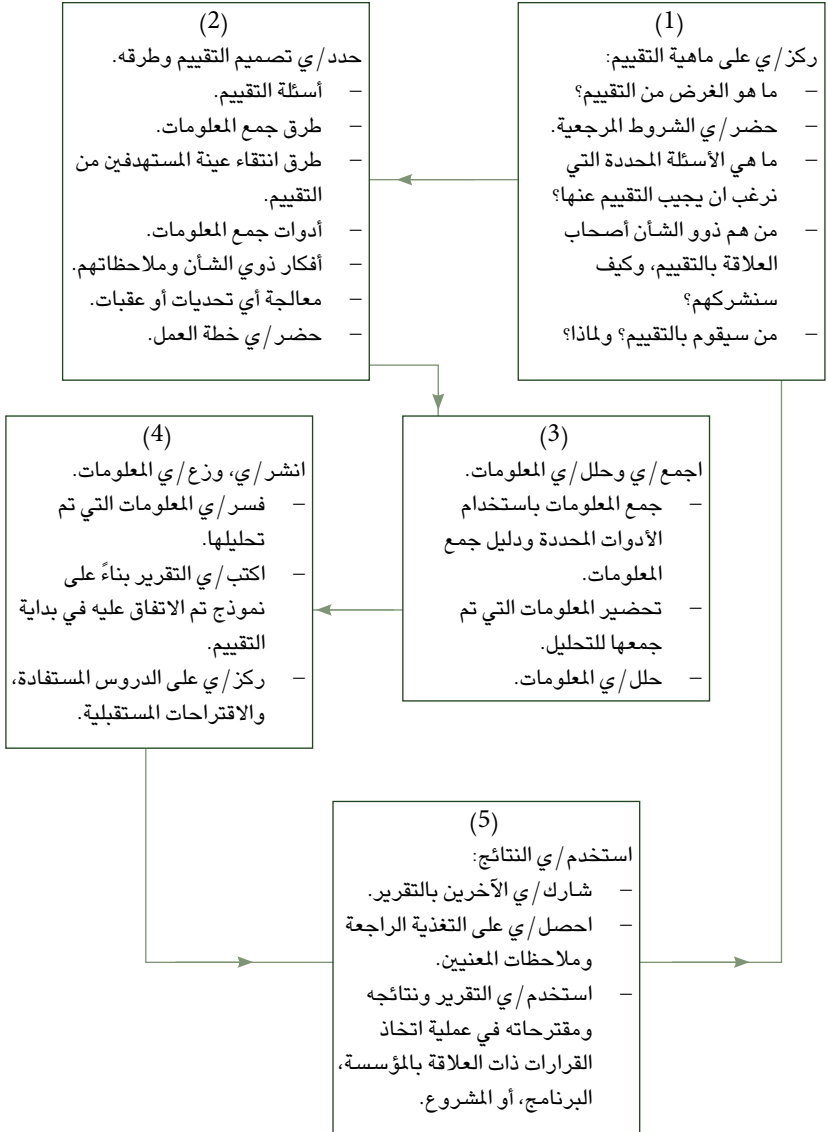 (1)
ركز/ي على ماهية التقييم:
– ما هو الغرض من التقييم؟
– حضر/ي الشروط المرجعية.
– ما هي الأسئلة المحددة التي
نرغب ان يجيب التقييم عنها؟
– من هم ذوو الشأن أصحاب
العلاقة بالتقييم، وكيف
سنشركهم؟
– من سيقوم بالتقييم؟ ولماذا؟
(2)
حدد/ي تصميم التقييم وطرقه.
– أسئلة التقييم.
– طرق جمع المعلومات.
– طرق انتقاء عينة المستهدفين من
التقييم.
– أدوات جمع المعلومات.
– أفكار ذوي الشأن وملاحظاتهم.
– معالجة أي تحديات أو عقبات.
– حضر/ي خطة العمل.
(3)
اجمع/ي وحلل/ي المعلومات.
– جمع المعلومات باستخدام
الأدوات المحددة ودليل جمع
المعلومات.
– تحضير المعلومات التي تم
جمعها للتحليل.
– حلل/ي المعلومات.
(4)
انشر/ي، وزع/ي المعلومات.
– فسر/ي المعلومات التي تم
تحليلها.
– اكتب/ي التقرير بناءً على
نموذج تم الاتفاق عليه في بداية
التقييم.
– ركز/ي على الدروس المستفادة،
والاقتراحات المستقبلية.
(5)
استخدم/ي النتائج:
– شارك/ي الآخرين بالتقرير.
– احصل/ي على التغذية الراجعة
وملاحظات المعنيين.
– استخدم/ي التقرير ونتائجه
ومقترحاته في عملية اتخاذ
القرارات ذات العلاقة بالمؤسسة،
البرنامج، أو المشروع.